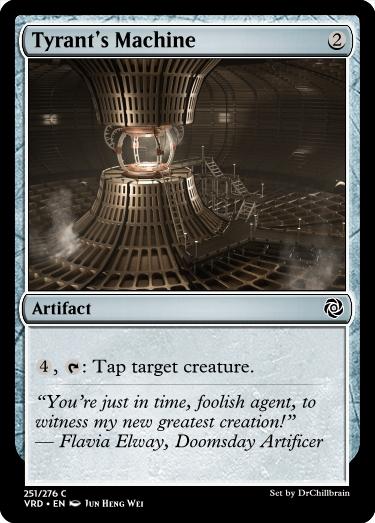 Tyrant's Machine 2
Artifact
4, : Tap target creature.
“You're just in time, foolish agent, to
witness my new greatest creation!”
— Flavia Elway, Doomsday Artificer
251/276 C
VRD • EN Jun Heng Wei
Set by DrChillbrain